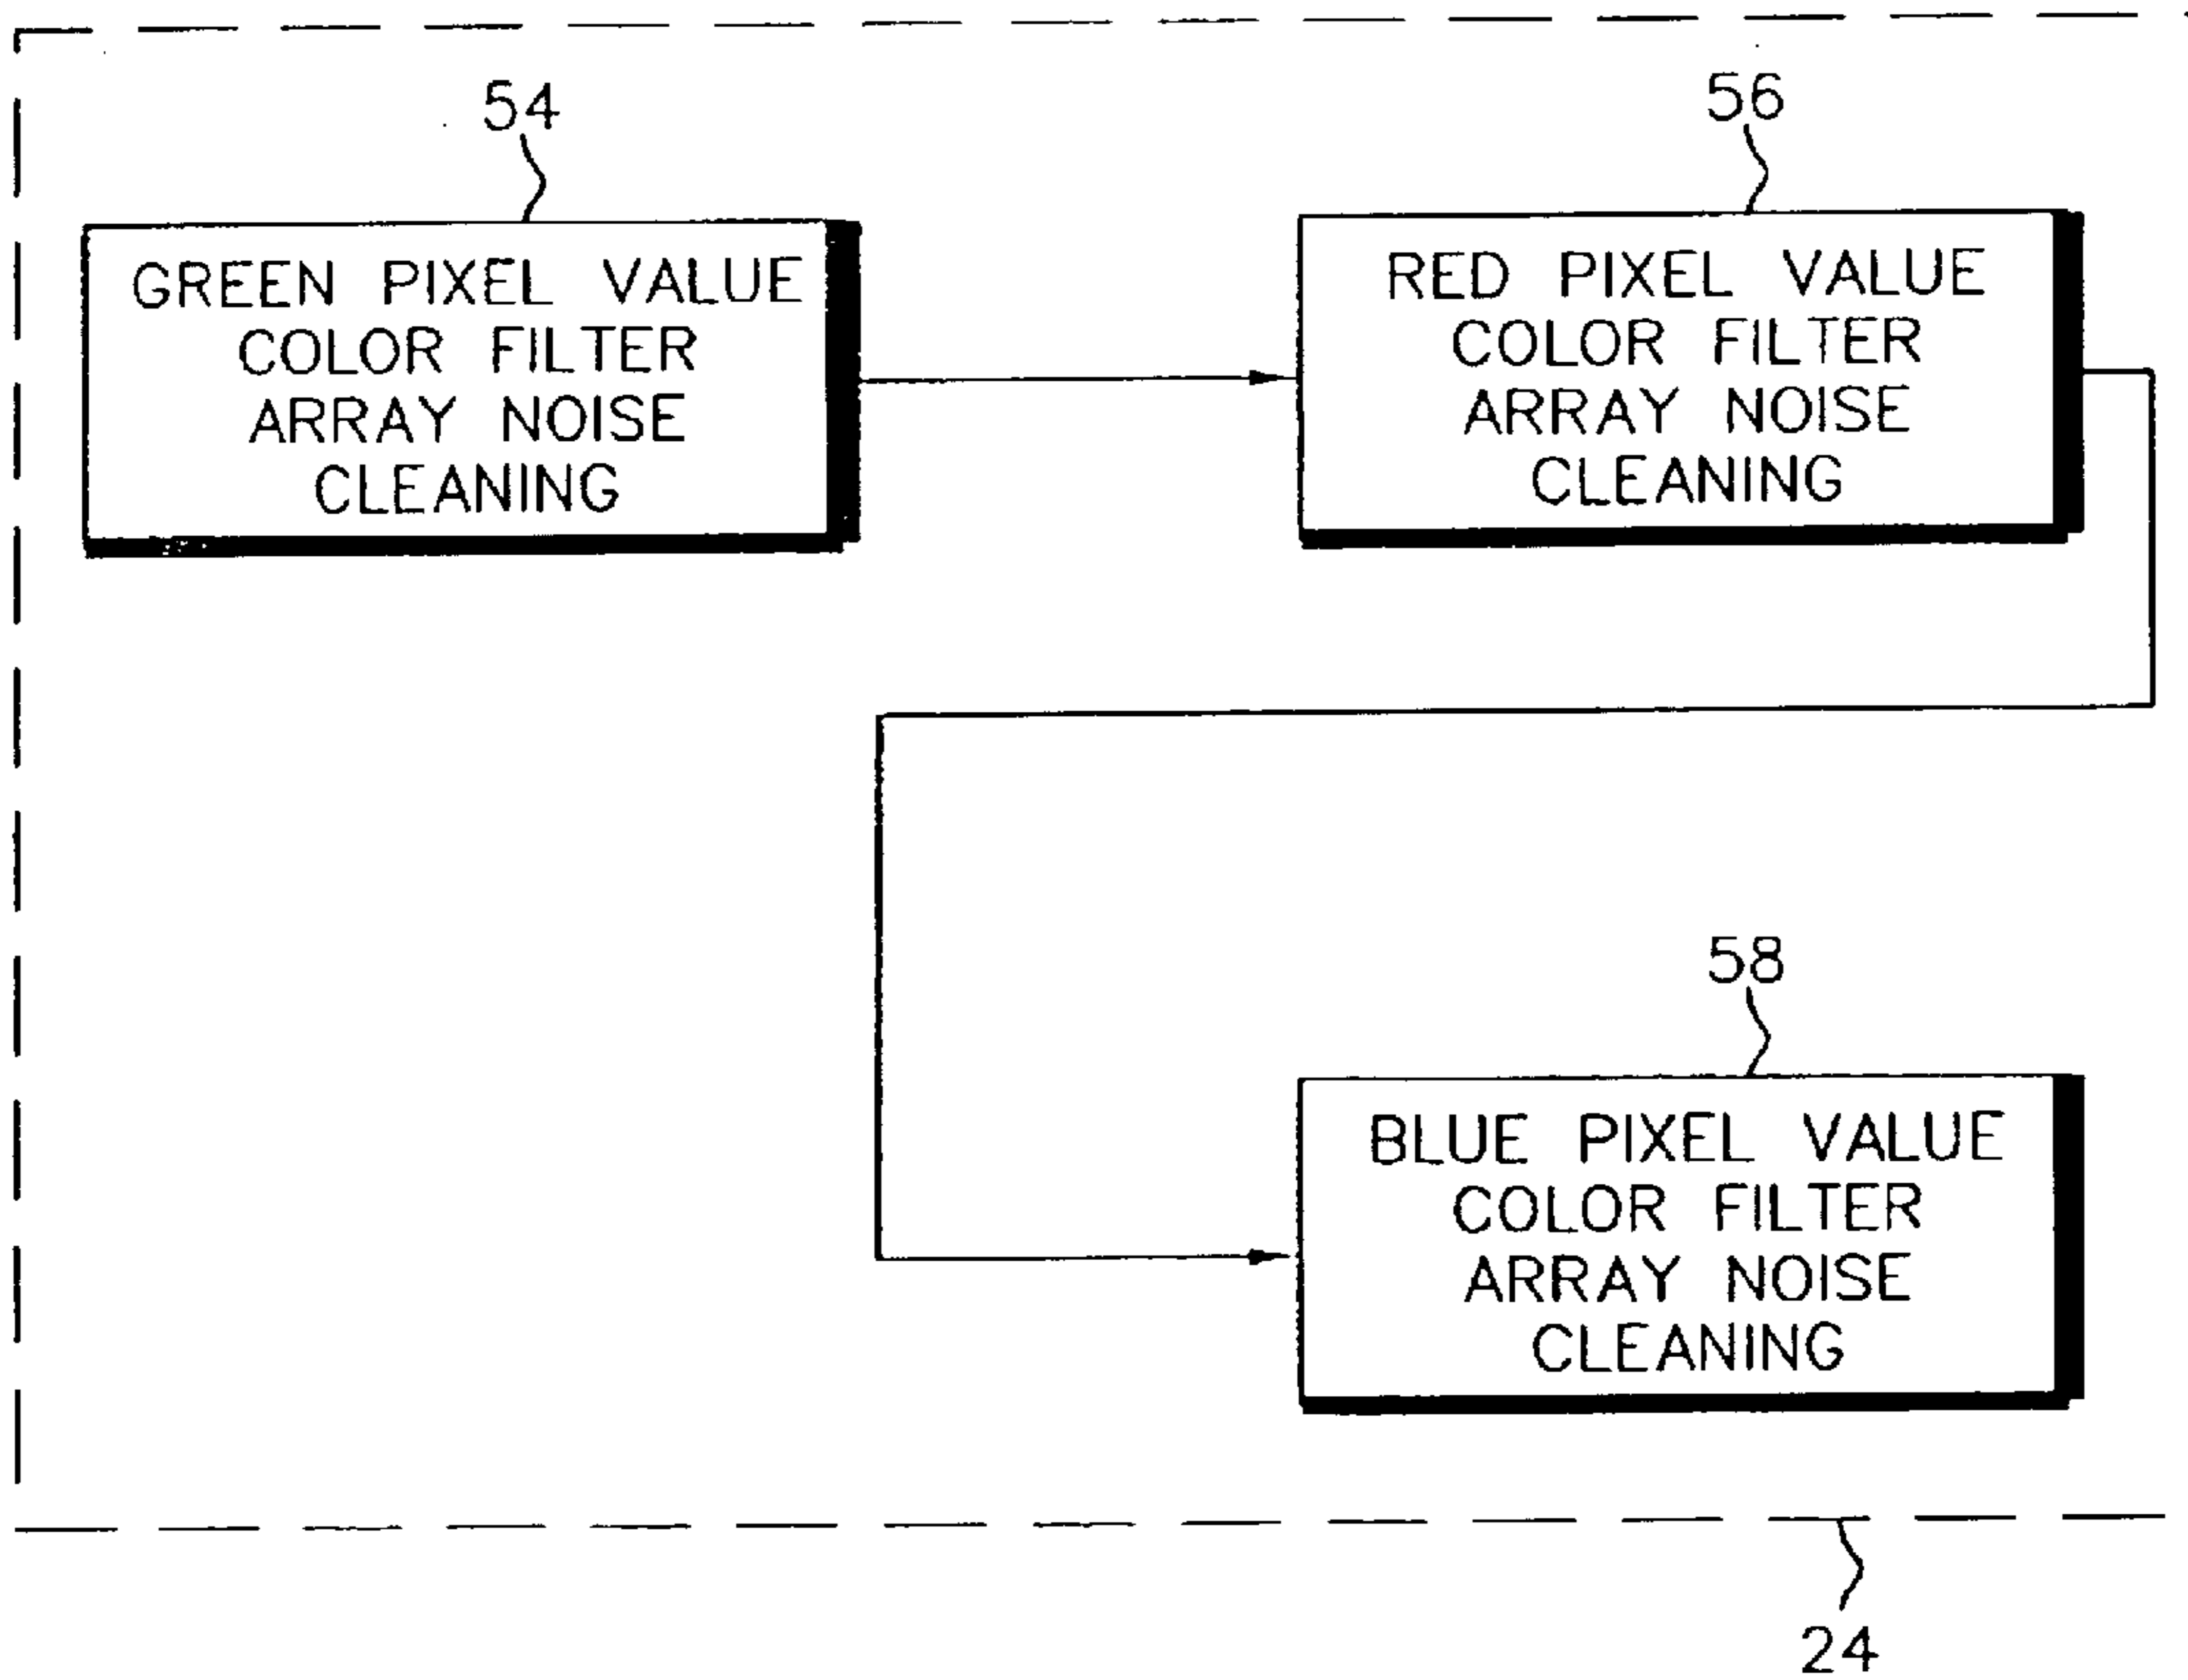 54
GREEN PIXEL VALUE
COLOR FILTER
ARRAY NOISE
CLEANING
56
RED PIXEL VALUE
COLOR FILTER
ARRAY NOISE
CLEANING
58
BLUE PIXEL VALUE
COLOR FILTER
ARRAY NOISE
CLEANING
24